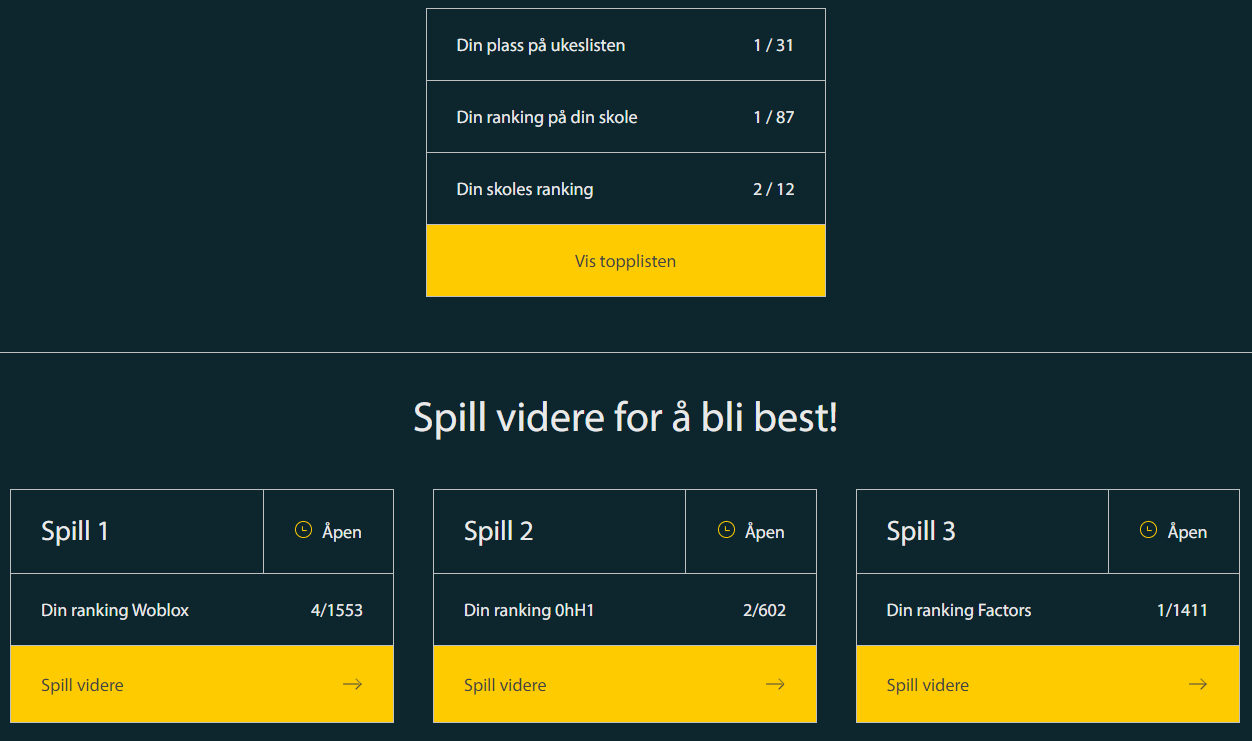 Din plass på ukeslisten 1 / 31
Din ranking på din skole 1 / 87
Din skoles ranking 2 / 12
Vis topplisten
Spill videre for å bli best!
Spill 1 Åpen
Din ranking Woblox 4/1553
Spill videre
Spill 2 Åpen
Din ranking 0hH1 2/602
Spill videre
Spill 3 Åpen
Din ranking Factors 1/1411
Spill videre